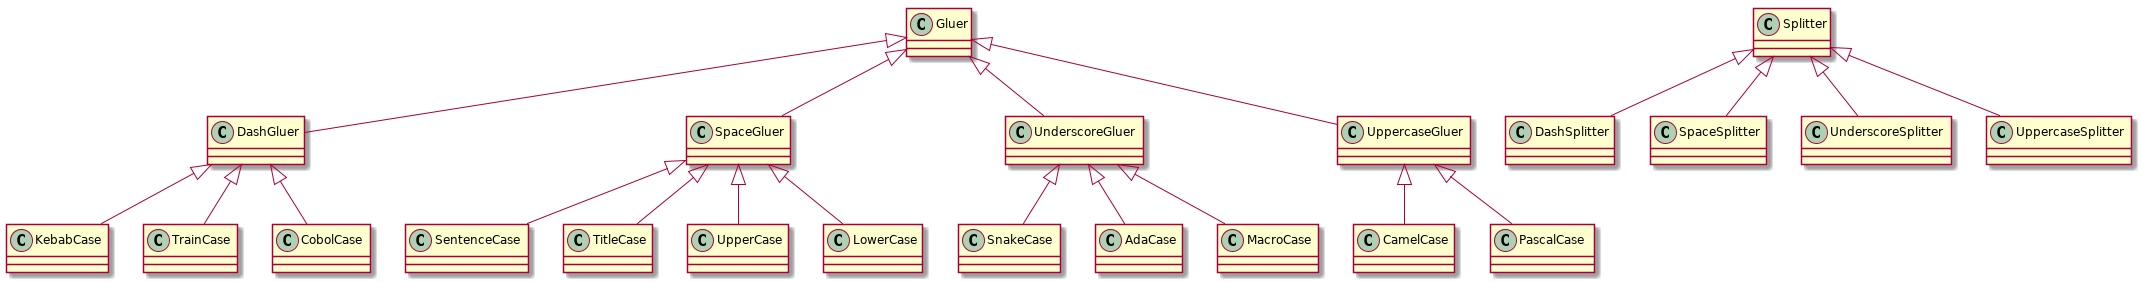 C Gluer
C Splitter
C DashGluer
C SpaceGluer
C UnderscoreGluer
C UppercaseGluer
C DashSplitter
C SpaceSplitter
C UnderscoreSplitter
C UppercaseSplitter
C KebabCase
C TrainCase
C CobolCase
C SentenceCase
C TitleCase
C UpperCase
C LowerCase
C SnakeCase
C AdaCase
C MacroCase
C CamelCase
C PascalCase